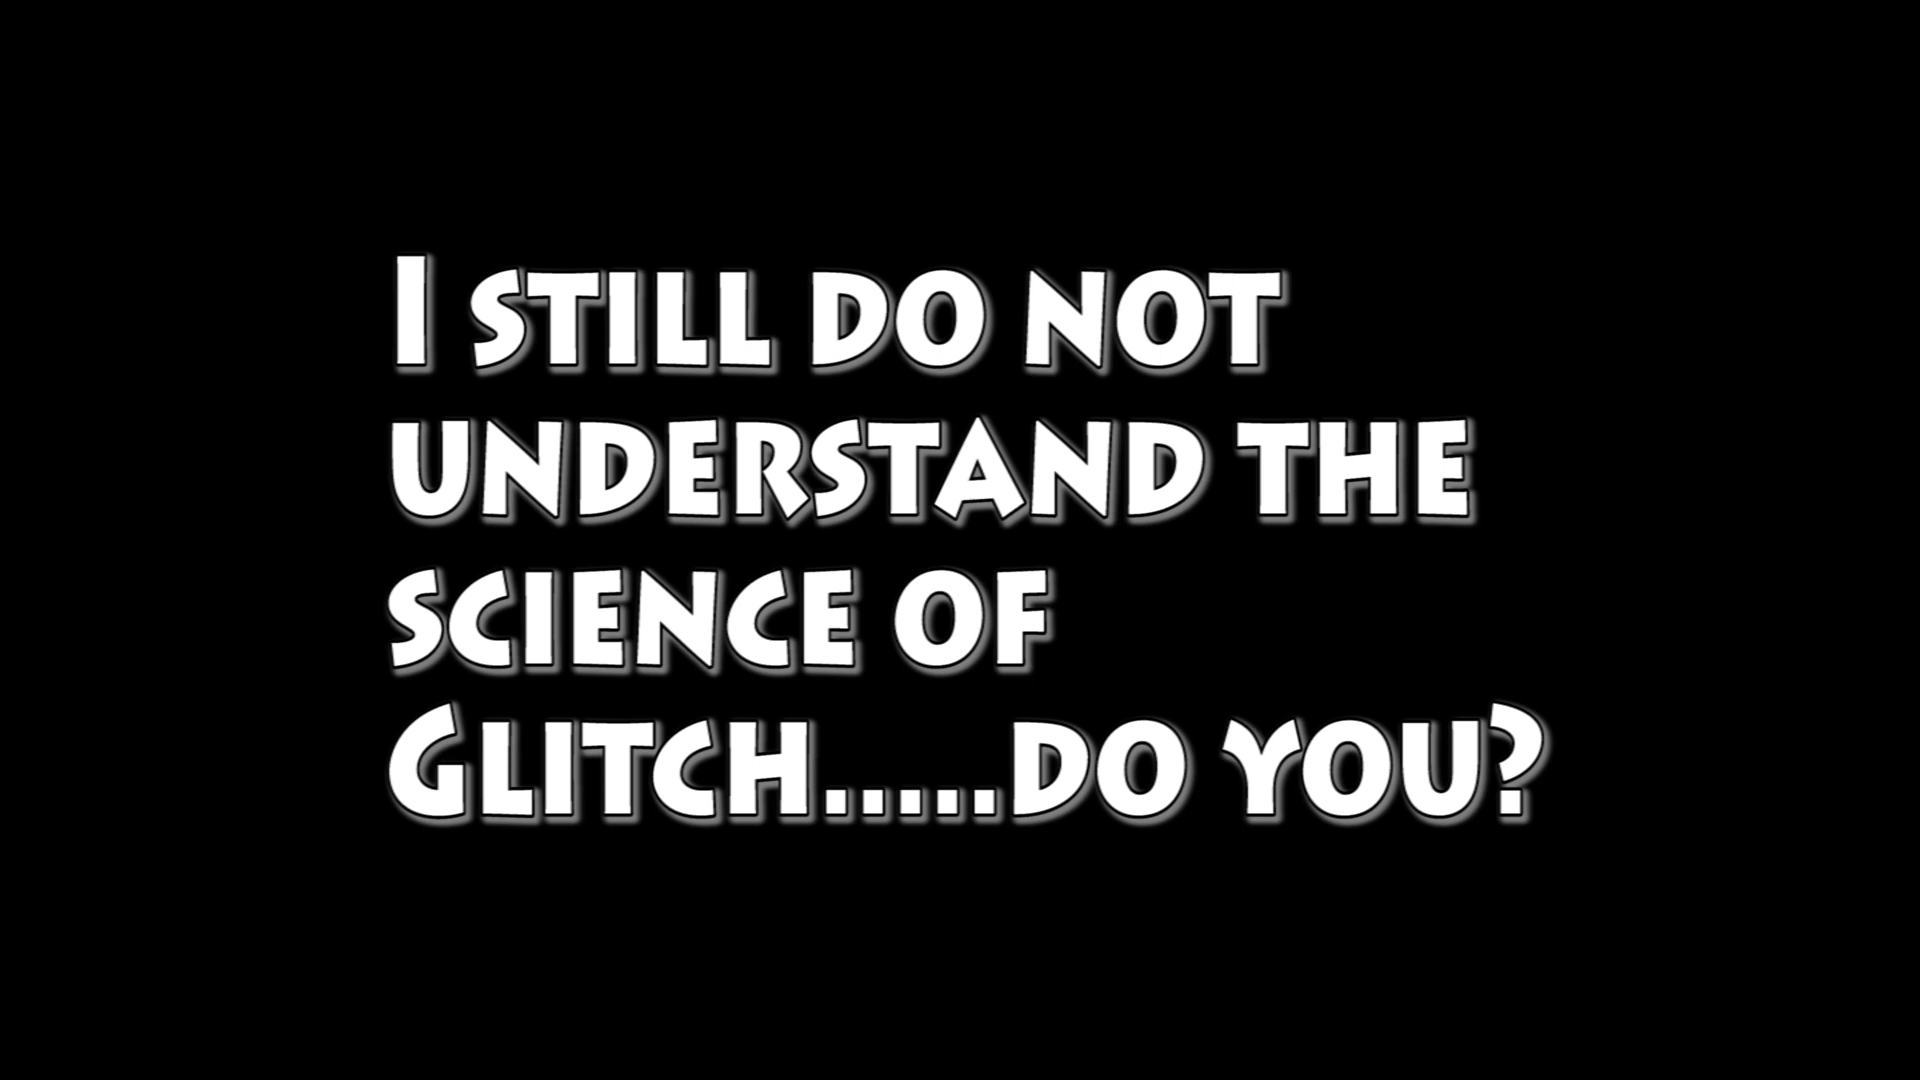 I still do not
understand the
science of
Glitch.....do you?